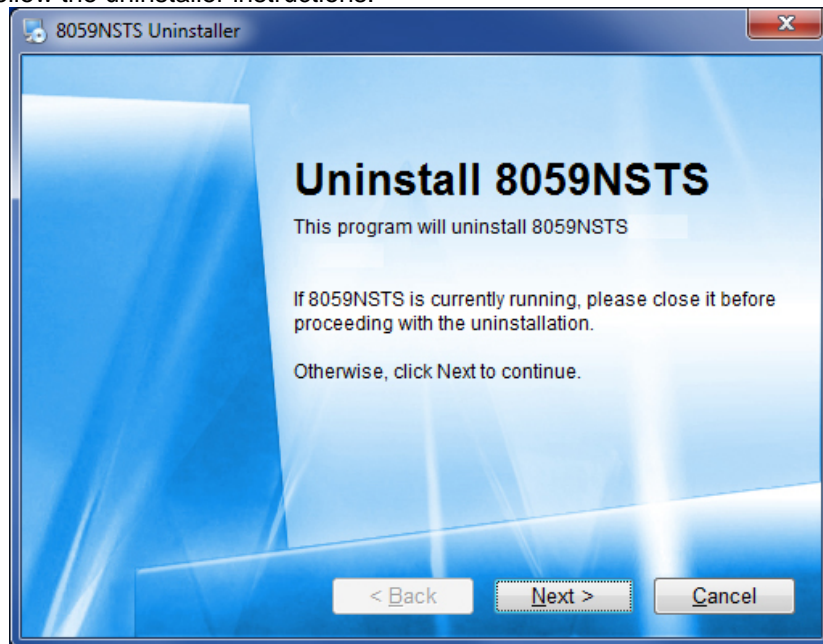 ollow the uninstaller instructions.
8059NSTS Uninstaller
Uninstall 8059NSTS
This program will uninstall 8059NSTS
If 8059NSTS is currently running, please close it before
proceeding with the uninstallation.
Otherwise, click Next to continue.
< Back Next > Cancel